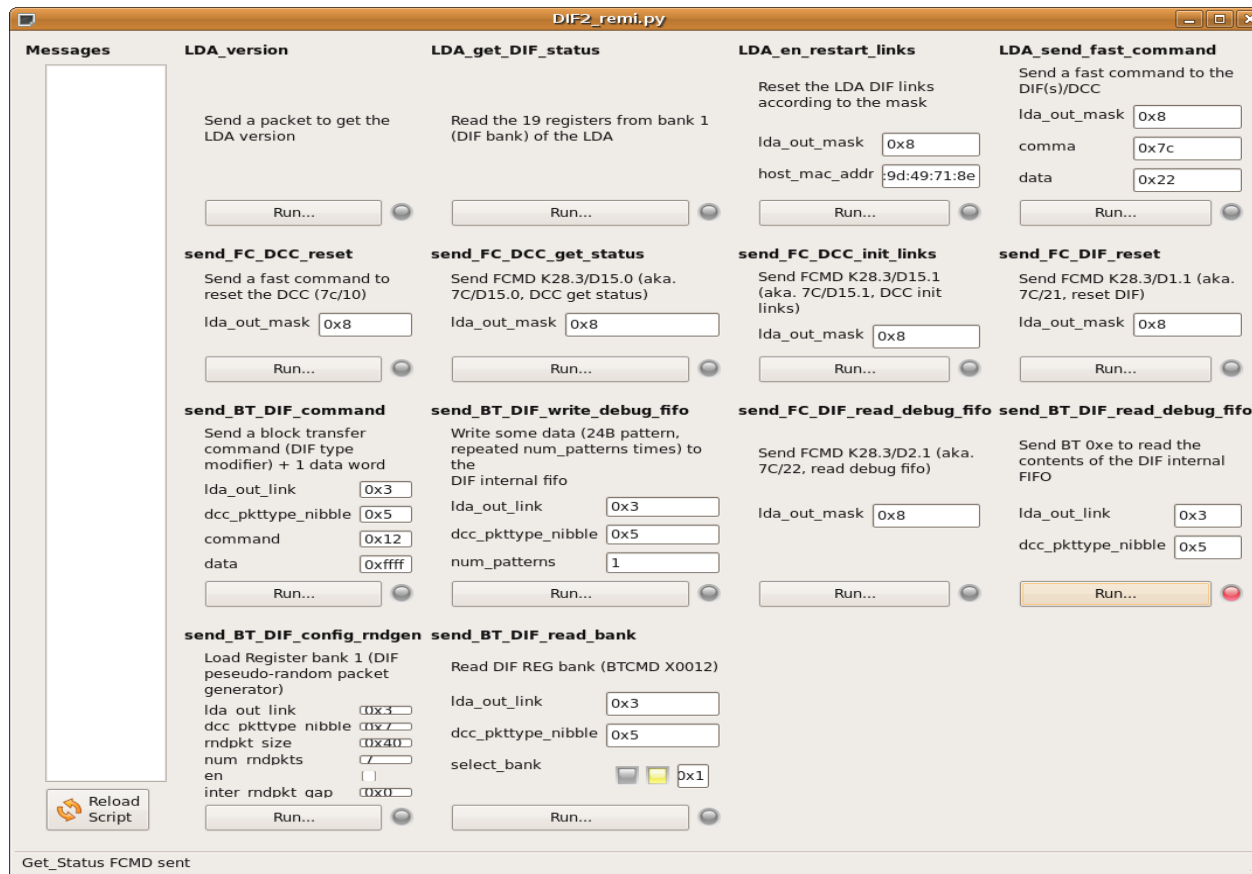 DIF2_remi.py
Messages
Reload
Script
LDA_version
Send a packet to get the
LDA version
Run...
LDA_get_DIF_status
Read the 19 registers from bank 1
(DIF bank) of the LDA
Run...
LDA_en_restart_links
Reset the LDA DIF links
according to the mask
lda_out_mask 0x8
host_mac_addr :9d:49:71:8e
Run...
LDA_send_fast_command
Send a fast command to the
DIF(s)/DCC
lda_out_mask 0x8
comma 0x7c
data 0x22
Run...
send_FC_DCC_reset
Send a fast command to
reset the DCC (7c/10)
lda_out_mask 0x8
Run...
send_FC_DCC_get_status
Send FCMD K28.3/D15.0 (aka.
7C/D15.0, DCC get status)
lda_out_mask 0x8
Run...
send_FC_DCC_init_links
Send FCMD K28.3/D15.1
(aka. 7C/D15.1, DCC init
links)
lda_out_mask 0x8
Run...
send_FC_DIF_reset
Send FCMD K28.3/D1.1 (aka.
7C/21, reset DIF)
lda_out_mask 0x8
Run...
send_BT_DIF_command
Send a block transfer
command (DIF type
modifier) + 1 data word
lda_out_link 0x3
dcc_pkttype_nibble 0x5
command 0x12
data 0xffff
Run...
send_BT_DIF_write_debug_fifo
Write some data (24B pattern,
repeated num_patterns times) to
the
DIF internal fifo
lda_out_link 0x3
dcc_pkttype_nibble 0x5
num_patterns 1
Run...
send_FC_DIF_read_debug_fifo
Send FCMD K28.3/D2.1 (aka.
7C/22, read debug fifo)
lda_out_mask 0x8
Run...
send_BT_DIF_read_debug_fifo
Send BT 0xe to read the
contents of the DIF internal
FIFO
lda_out_link 0x3
dcc_pkttype_nibble 0x5
Run...
send_BT_DIF_config_rndgen
Load Register bank 1 (DIF
peseudo-random packet
generator)
lda_out_link 0x3
dcc_pkttype_nibble 0x7
rndpkt_size 0x40
num_rndpkts 7
en
inter_rndpkt_gap 0x0
Run...
send_BT_DIF_read_bank
Read DIF REG bank (BTCMD X0012)
lda_out_link 0x3
dcc_pkttype_nibble 0x5
select_bank 0x1
Run...
Get_Status FCMD sent